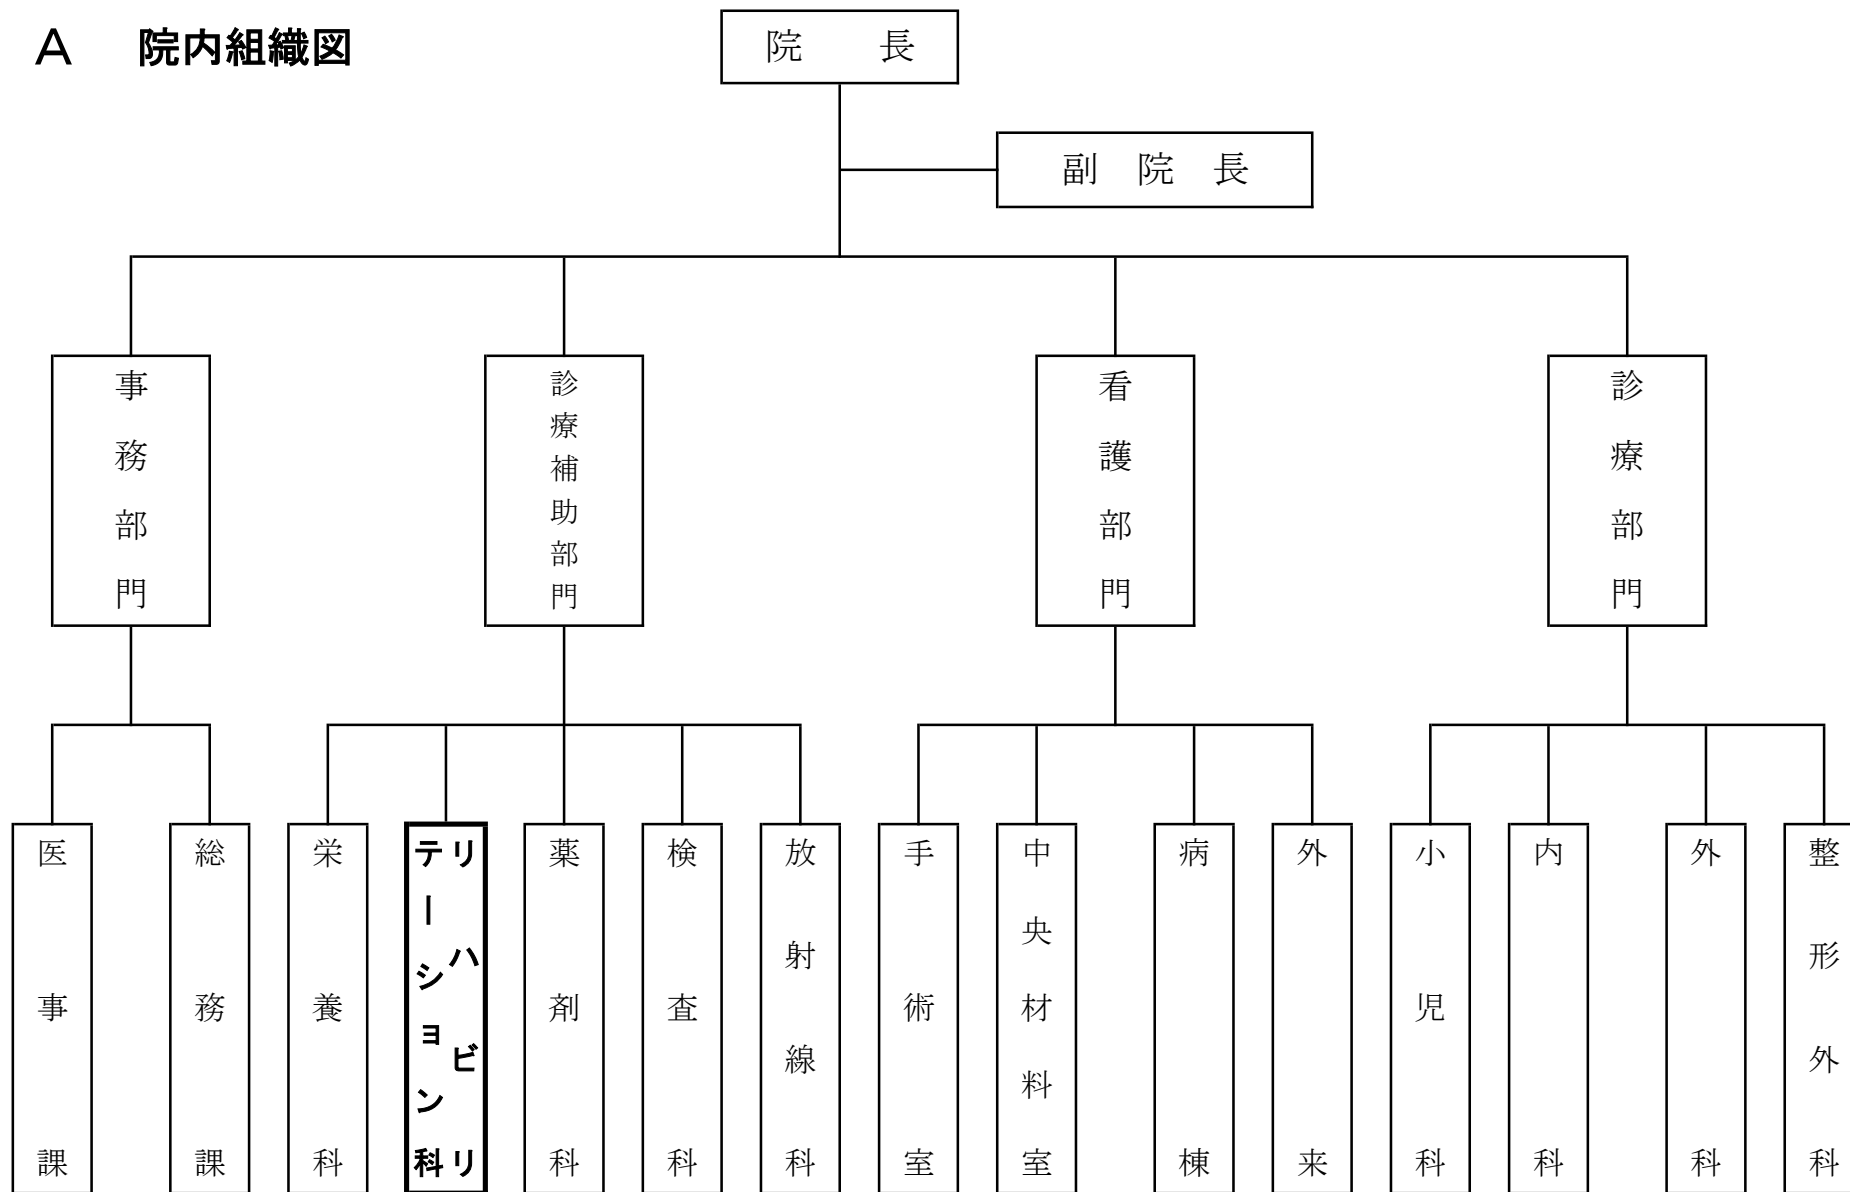 A 院内組織図
院長
副院長
事務部門
診療補助部門
看護部門
診療部門
医事課
総務課
栄養科
リハビリ
テーション科
薬剤科
検査科
放射線科
手術室
中央材料室
病棟
外来
小児科
内科
外科
整形外科